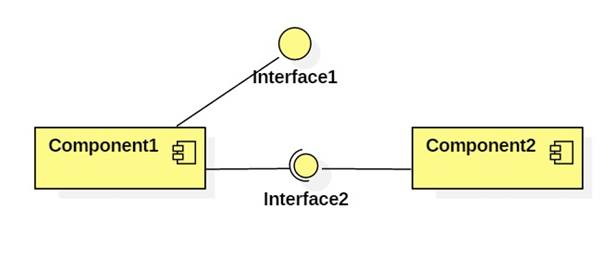 Interface1
Component1
Component2
Interface2